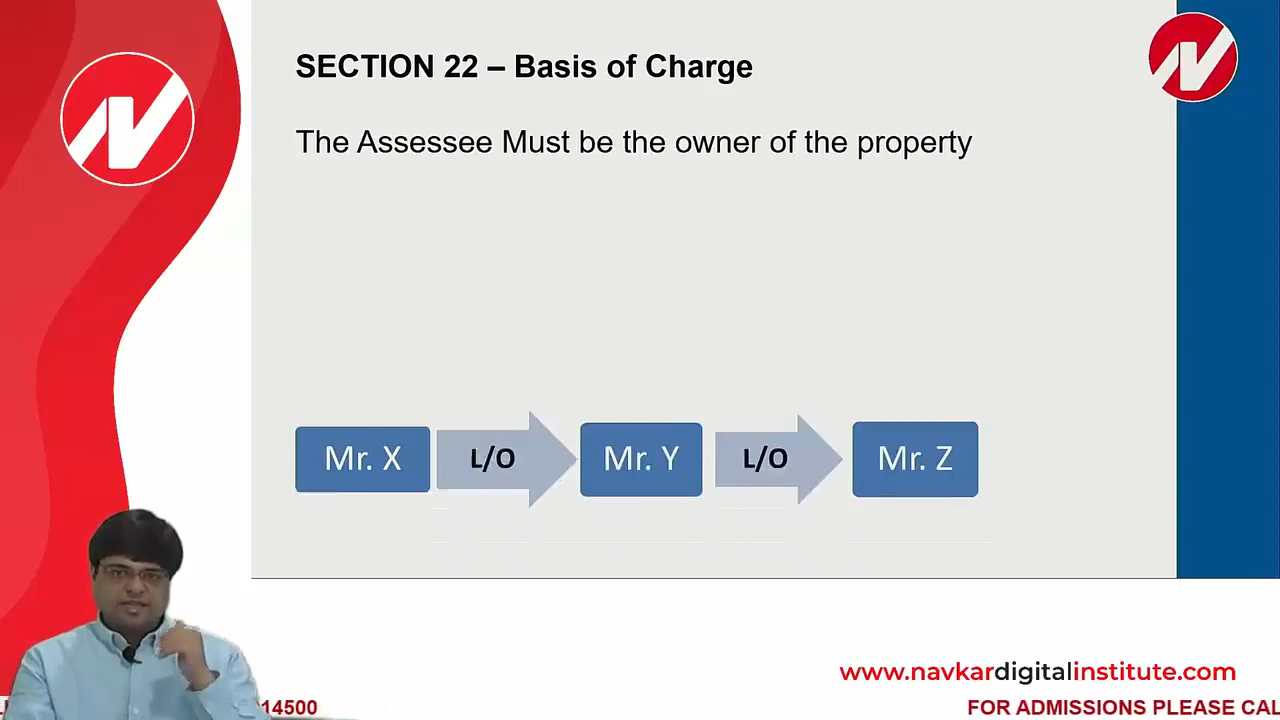 SECTION 22 – Basis of Charge
The Assessee Must be the owner of the property
Mr. X L/O Mr. Y L/O Mr. Z
www.navkardigitalinstitute.com
14500 FOR ADMISSIONS PLEASE CAL